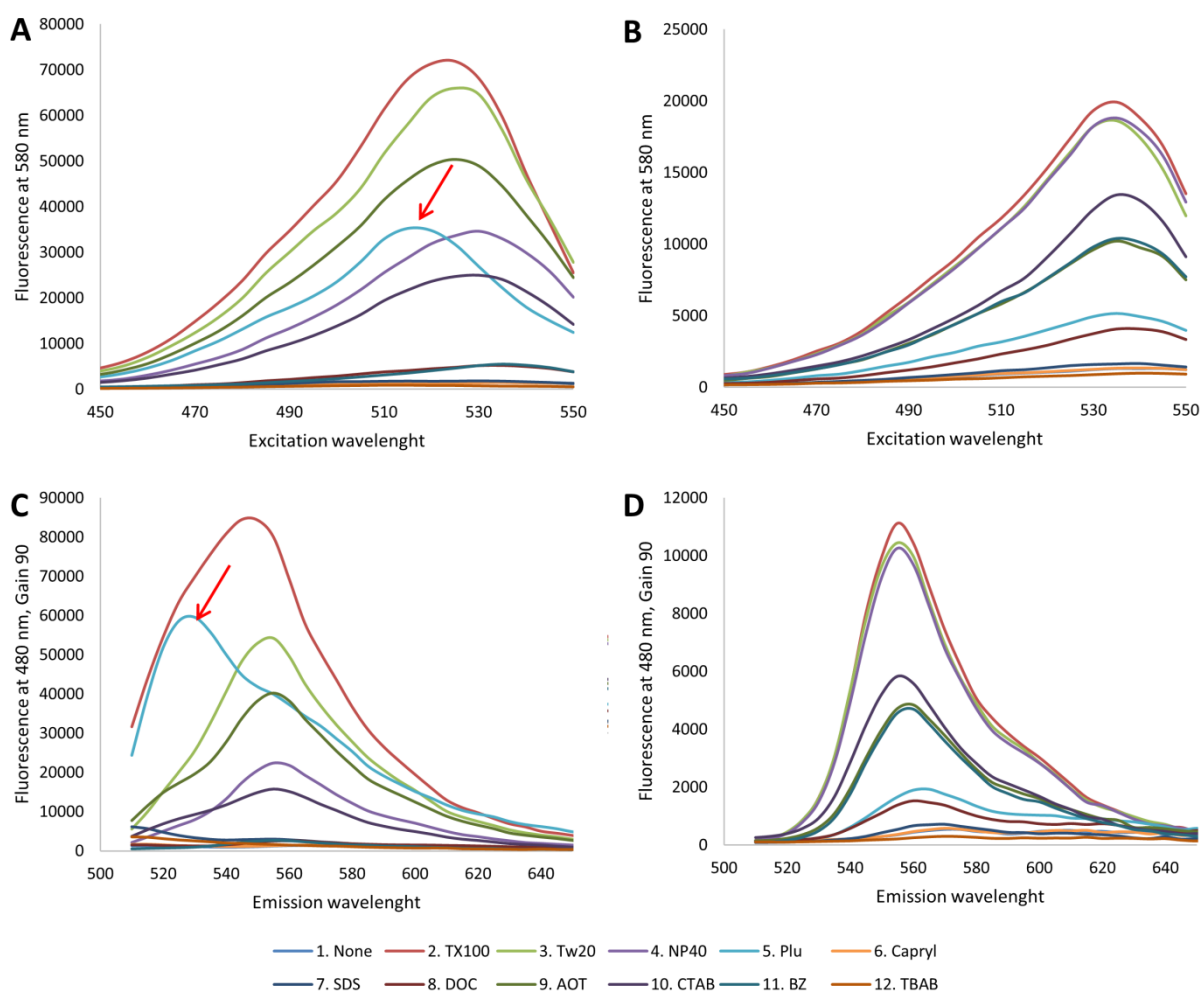 A
Fluorescence at 580 nm
80000
70000
60000
50000
40000
30000
20000
10000
0
450 470 490 510 530 550
Excitation wavelenght
B
Fluorescence at 580 nm
25000
20000
15000
10000
5000
0
450 470 490 510 530 550
Excitation wavelenght
C
Fluorescence at 480 nm, Gain 90
90000
80000
70000
60000
50000
40000
30000
20000
10000
0
500 520 540 560 580 600 620 640
Emission wavelenght
D
Fluorescence at 480 nm, Gain 90
12000
10000
8000
6000
4000
2000
0
500 520 540 560 580 600 620 640
Emission wavelenght
1. None 2. TX100 3. Tw20 4. NP40 5. Plu 6. Capryl
7. SDS 8. DOC 9. AOT 10. CTAB 11. BZ 12. TBAB